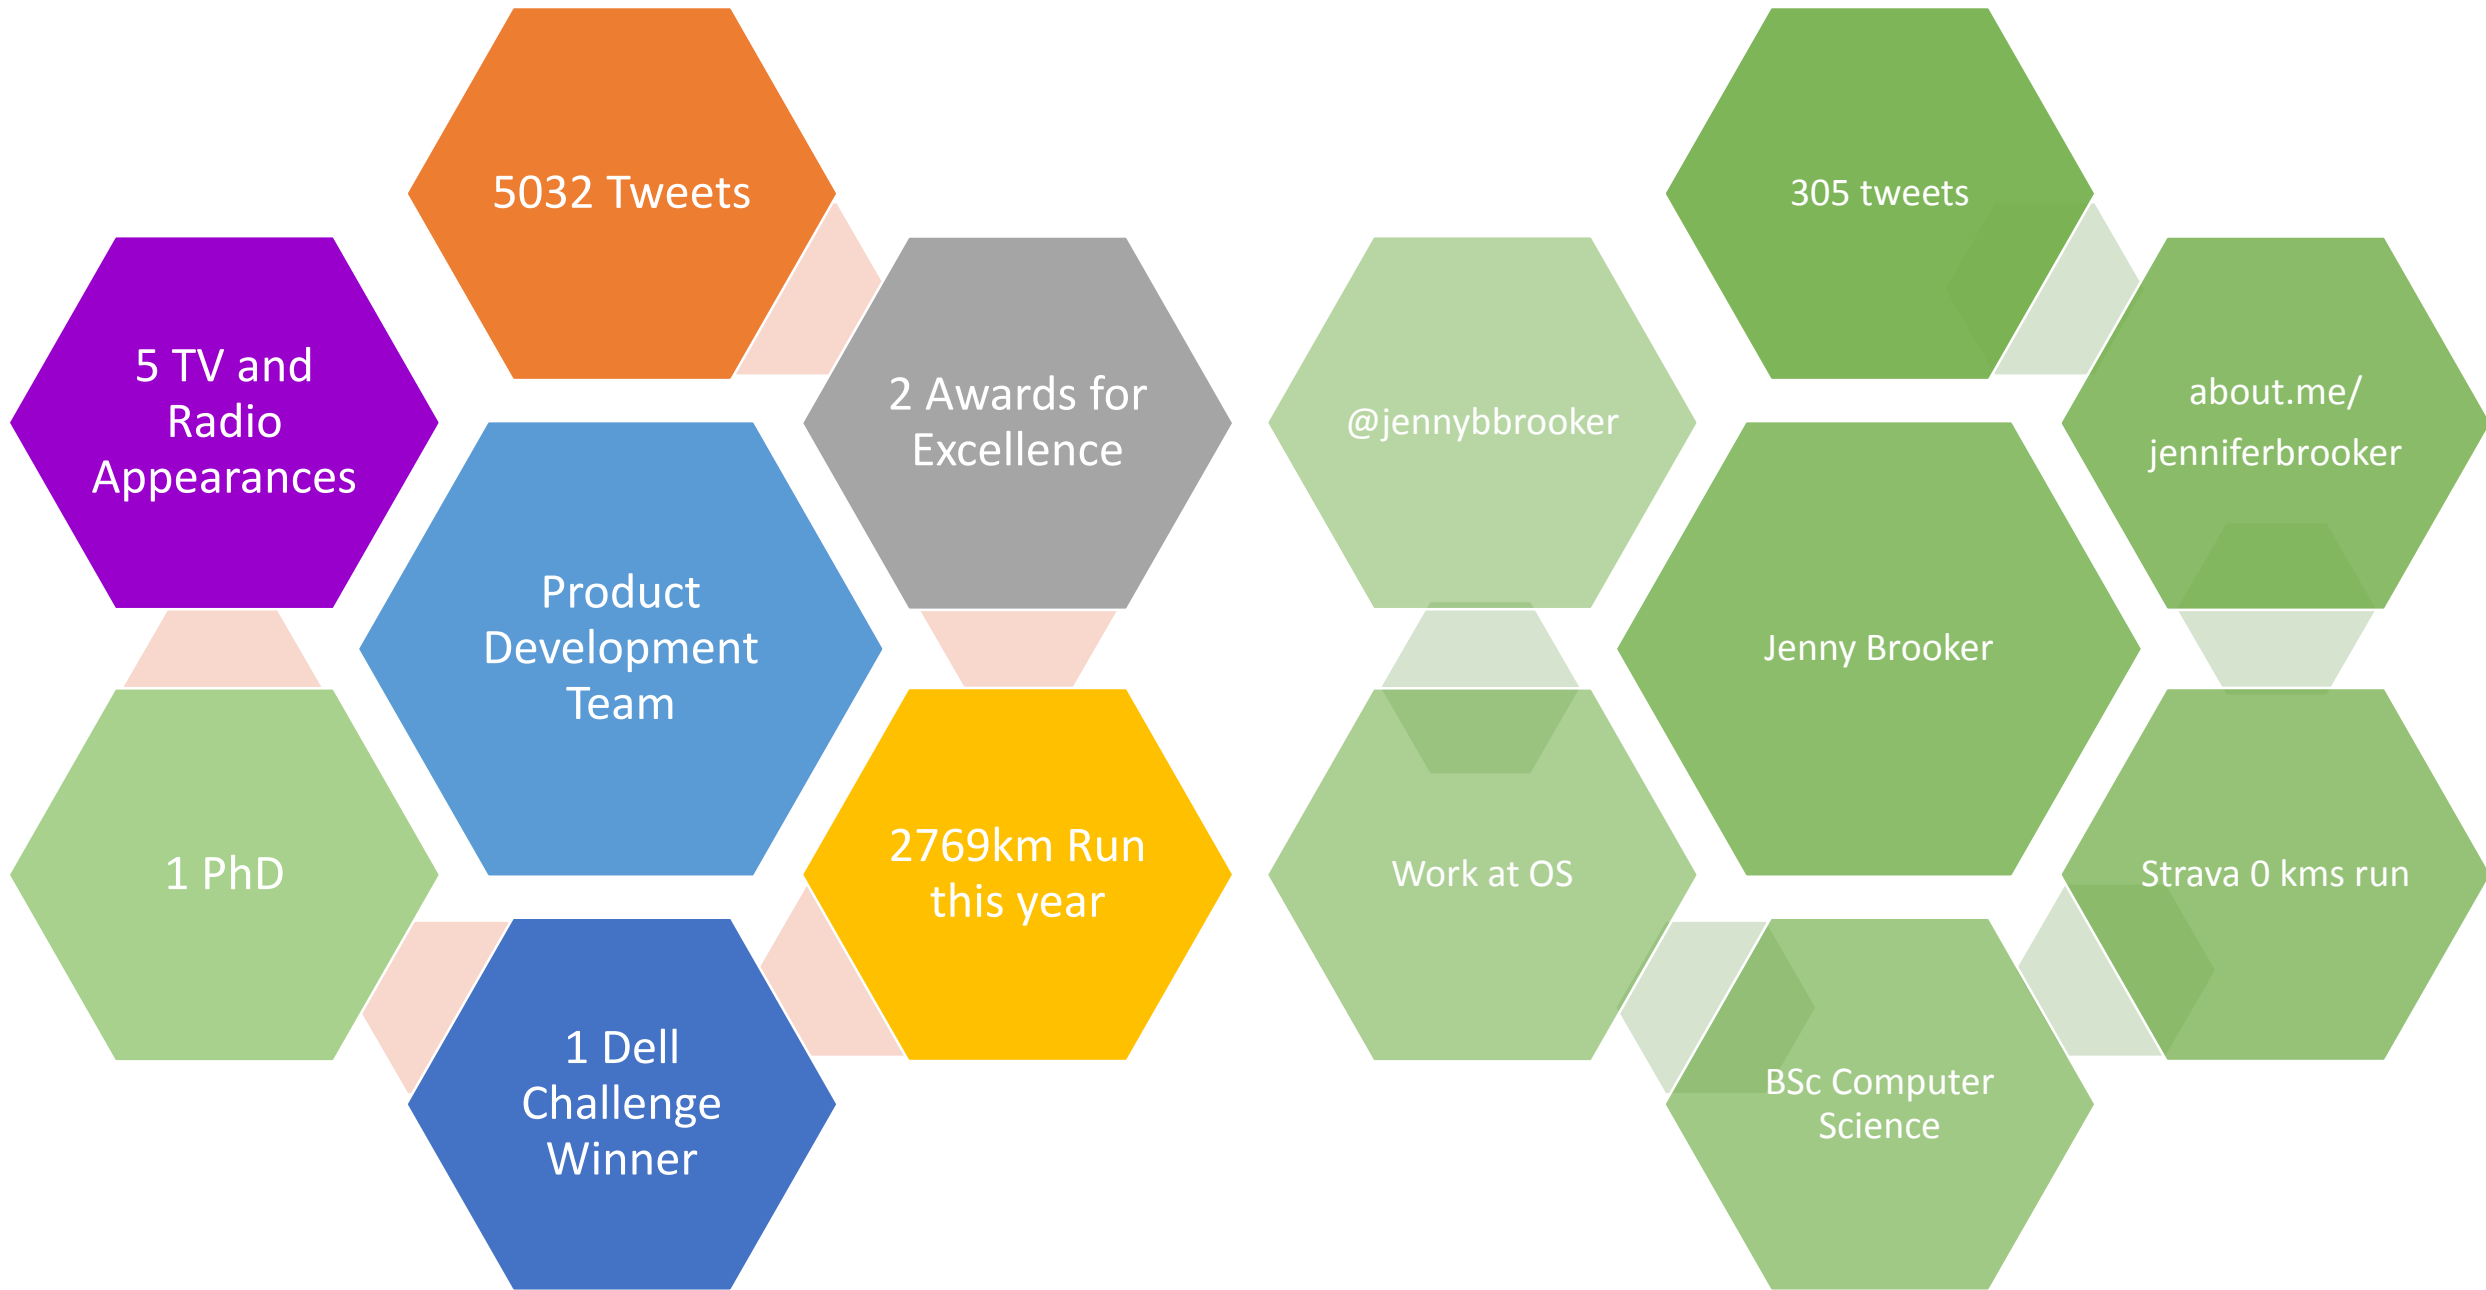 5032 Tweets
5 TV and
Radio
Appearances
2 Awards for
Excellence
Product
Development
Team
1 PhD
2769km Run
this year
1 Dell
Challenge
Winner
305 tweets
@jennybbrooker
about.me/
jenniferbrooker
Jenny Brooker
Work at OS
Strava 0 kms run
BSc Computer
Science